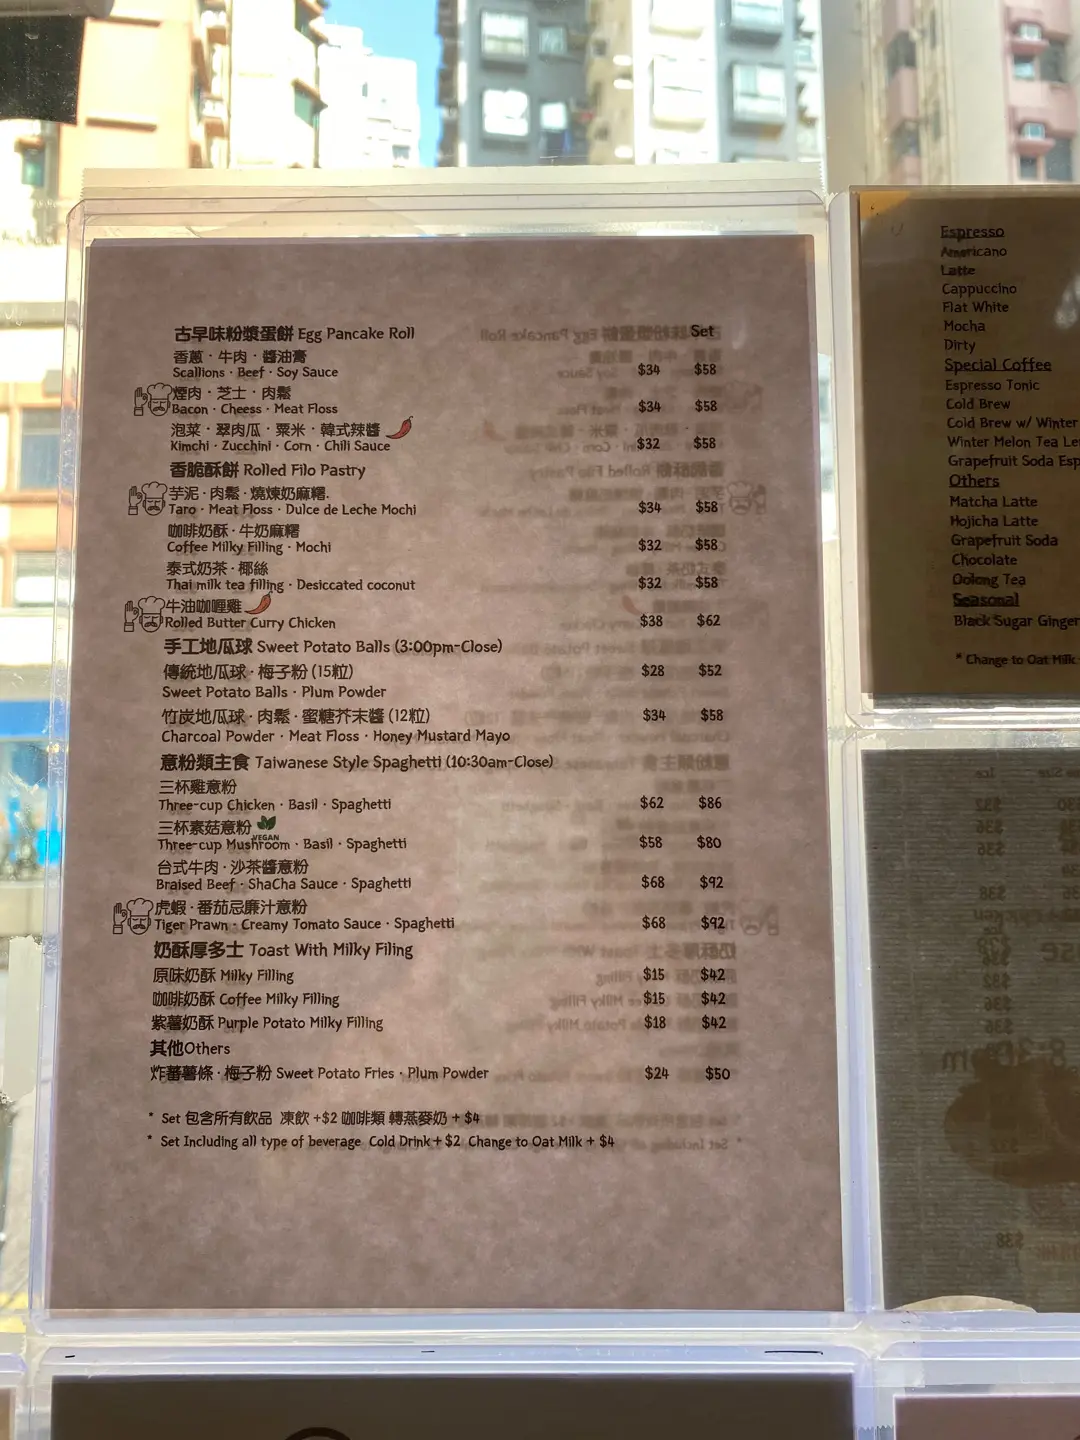 古早味粉漿蛋餅 Egg Pancake Roll Set
香蔥 · 牛肉 · 醬油膏
Scallions · Beef · Soy Sauce $34 $58
煙肉 · 芝士 · 肉鬆
Bacon · Cheess · Meat Floss $34 $58
泡菜 · 翠肉瓜 · 粟米 · 韓式辣醬
Kimchi · Zucchini · Corn · Chili Sauce $32 $58
香脆酥餅 Rolled Filo Pastry
芋泥 · 肉鬆 · 燒煉奶麻糬.
Taro · Meat Floss · Dulce de Leche Mochi $34 $58
咖啡奶酥 · 牛奶麻糬
Coffee Milky Filling · Mochi $32 $58
泰式奶茶 · 椰絲
Thai milk tea filling · Desiccated coconut $32 $58
牛油咖喱雞
Rolled Butter Curry Chicken $38 $62
手工地瓜球 Sweet Potato Balls (3:00pm-Close)
傳統地瓜球 · 梅子粉 (15粒) $28 $52
Sweet Potato Balls · Plum Powder
竹炭地瓜球 · 肉鬆 · 蜜糖芥末醬 (12粒) $34 $58
Charcoal Powder · Meat Floss · Honey Mustard Mayo
意粉類主食 Taiwanese Style Spaghetti (10:30am-Close)
三杯雞意粉
Three-cup Chicken · Basil · Spaghetti $62 $86
三杯素菇意粉 VEGAN
Three-cup Mushroom · Basil · Spaghetti $58 $80
台式牛肉 · 沙茶醬意粉
Braised Beef · ShaCha Sauce · Spaghetti $68 $92
虎蝦 · 番茄忌廉汁意粉
Tiger Prawn · Creamy Tomato Sauce · Spaghetti $68 $92
奶酥厚多士 Toast With Milky Filing
原味奶酥 Milky Filling $15 $42
咖啡奶酥 Coffee Milky Filling $15 $42
紫薯奶酥 Purple Potato Milky Filling $18 $42
其他Others
炸蕃薯條 · 梅子粉 Sweet Potato Fries · Plum Powder $24 $50
* Set 包含所有飲品 凍飲 +$2 咖啡類 轉燕麥奶 + $4
* Set Including all type of beverage Cold Drink + $2 Change to Oat Milk + $4
Espresso
Americano
Latte
Cappuccino
Flat White
Mocha
Dirty
Special Coffee
Espresso Tonic
Cold Brew
Cold Brew w/ Winter
Winter Melon Tea Le
Grapefruit Soda Esp
Others
Matcha Latte
Hojicha Latte
Grapefruit Soda
Chocolate
Oolong Tea
Seasonal
Black Sugar Ginger
* Change to Oat Milk